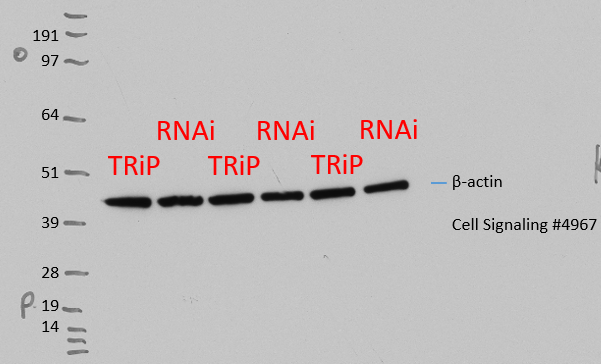 191
97
RNAi RNAi RNAi
64
TRiP TRiP TRiP
51
β-actin
39
Cell Signaling #4967
28
P
19
14